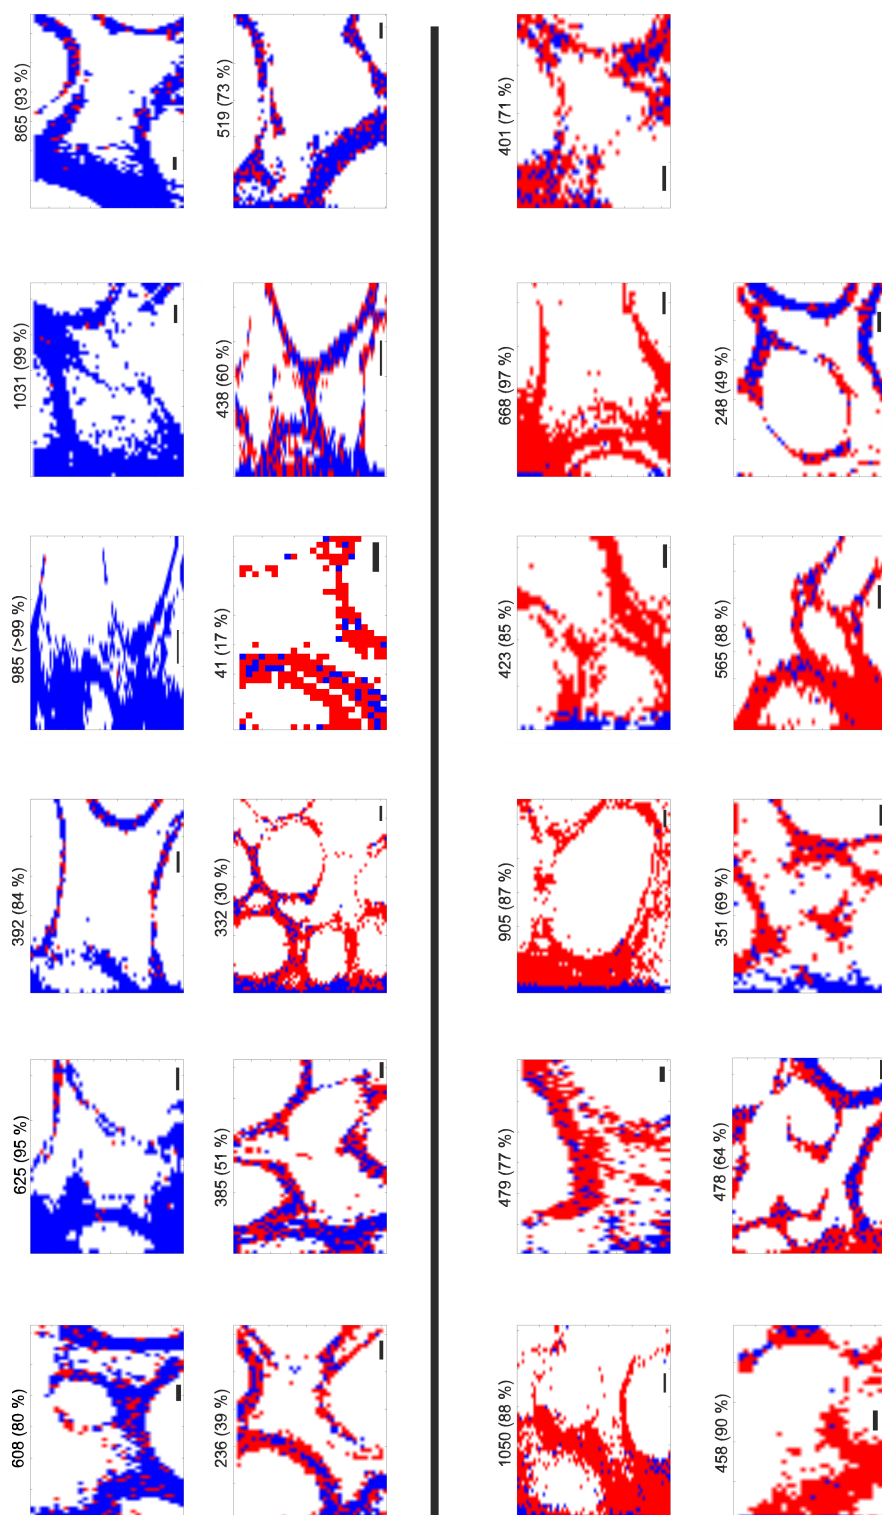 608 (80 %)
625 (95 %)
392 (84 %)
985 (>99 %)
1031 (99 %)
865 (93 %)
236 (39 %)
385 (51 %)
332 (30 %)
41 (17 %)
438 (60 %)
519 (73 %)
1050 (88 %)
479 (77 %)
905 (87 %)
423 (85 %)
668 (97 %)
401 (71 %)
458 (90 %)
478 (64 %)
351 (69 %)
565 (88 %)
248 (49 %)